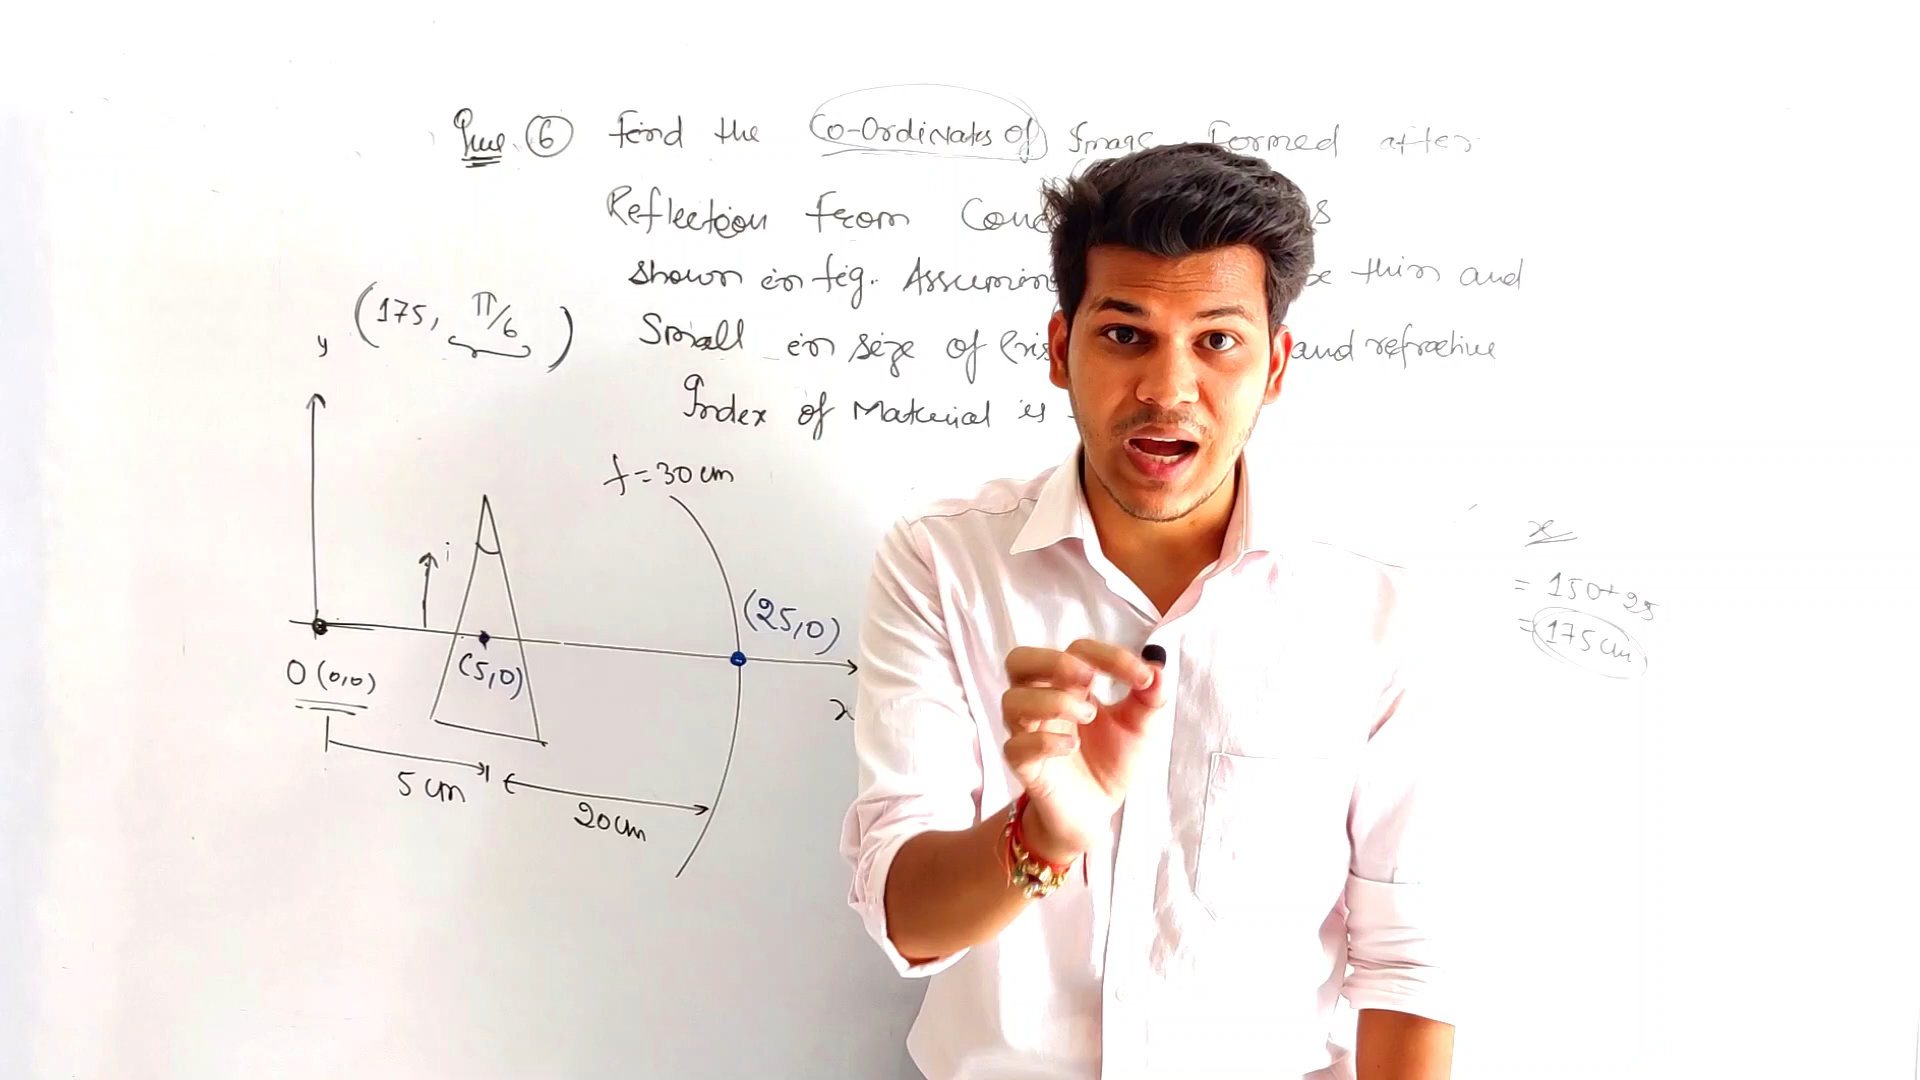 Que. 6 Find the Co-Ordinates of Image formed after
Reflection from
shown in fig. Assuming thin and
Small in size of and refractive
Index of Material is
(175, π/6)
y
f = 30 cm
i
(25,0)
(5,0)
O (0,0)
x
5 cm
20 cm
x
= 150+25
= 175 cm